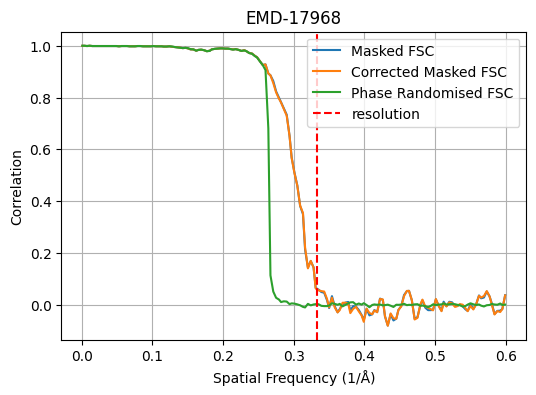 EMD-17968
Masked FSC
Corrected Masked FSC
Phase Randomised FSC
resolution
Correlation
1.0
0.8
0.6
0.4
0.2
0.0
0.0 0.1 0.2 0.3 0.4 0.5 0.6
Spatial Frequency (1/Å)